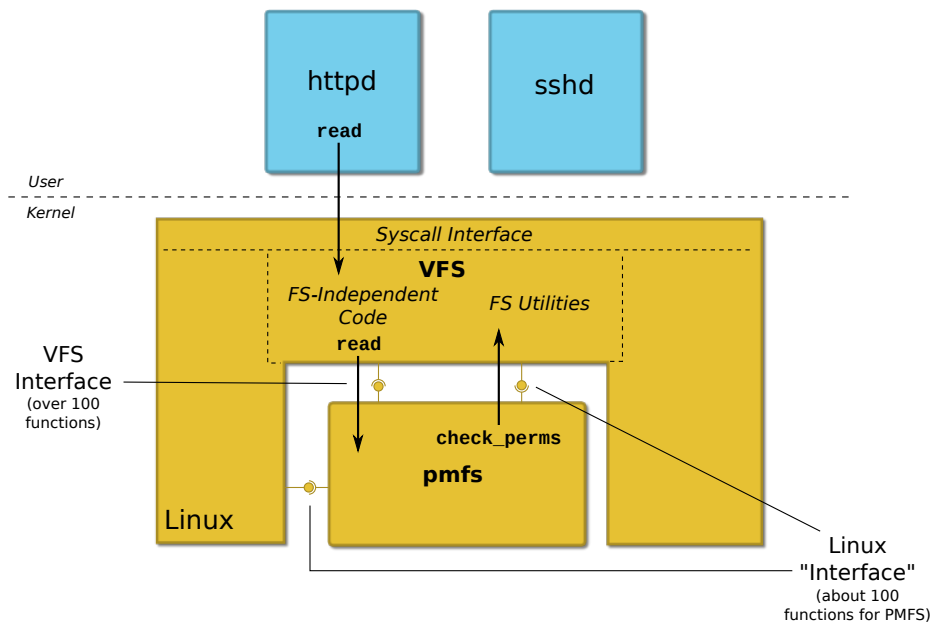 httpd
sshd
read
User
Kernel
Syscall Interface
VFS
FS-Independent
Code
FS Utilities
read
VFS
Interface
(over 100
functions)
check_perms
pmfs
Linux
Linux
"Interface"
(about 100
functions for PMFS)